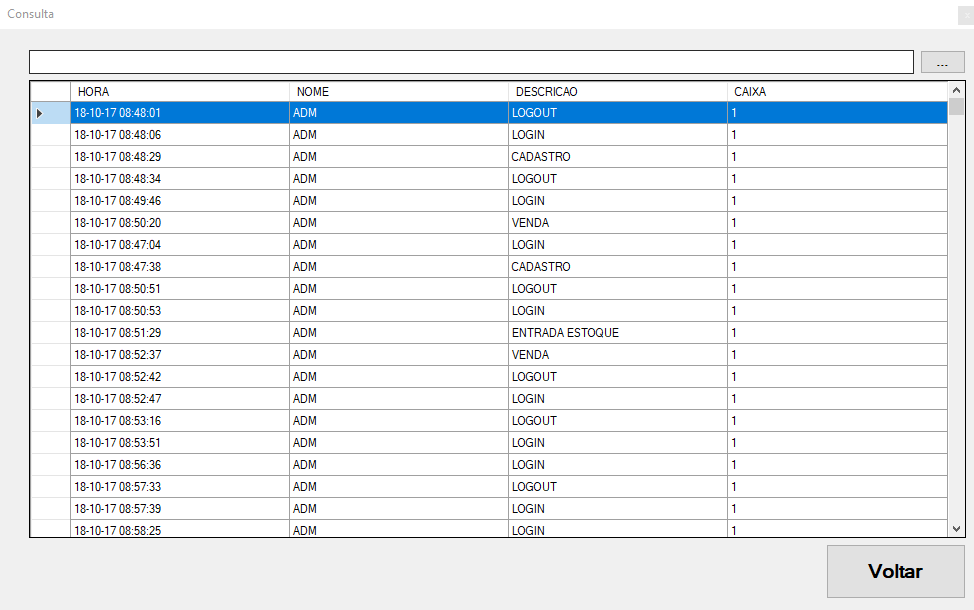 Consulta
...
HORA NOME DESCRICAO CAIXA
18-10-17 08:48:01 ADM LOGOUT 1
18-10-17 08:48:06 ADM LOGIN 1
18-10-17 08:48:29 ADM CADASTRO 1
18-10-17 08:48:34 ADM LOGOUT 1
18-10-17 08:49:46 ADM LOGIN 1
18-10-17 08:50:20 ADM VENDA 1
18-10-17 08:47:04 ADM LOGIN 1
18-10-17 08:47:38 ADM CADASTRO 1
18-10-17 08:50:51 ADM LOGOUT 1
18-10-17 08:50:53 ADM LOGIN 1
18-10-17 08:51:29 ADM ENTRADA ESTOQUE 1
18-10-17 08:52:37 ADM VENDA 1
18-10-17 08:52:42 ADM LOGOUT 1
18-10-17 08:52:47 ADM LOGIN 1
18-10-17 08:53:16 ADM LOGOUT 1
18-10-17 08:53:51 ADM LOGIN 1
18-10-17 08:56:36 ADM LOGIN 1
18-10-17 08:57:33 ADM LOGOUT 1
18-10-17 08:57:39 ADM LOGIN 1
18-10-17 08:58:25 ADM LOGIN 1
Voltar